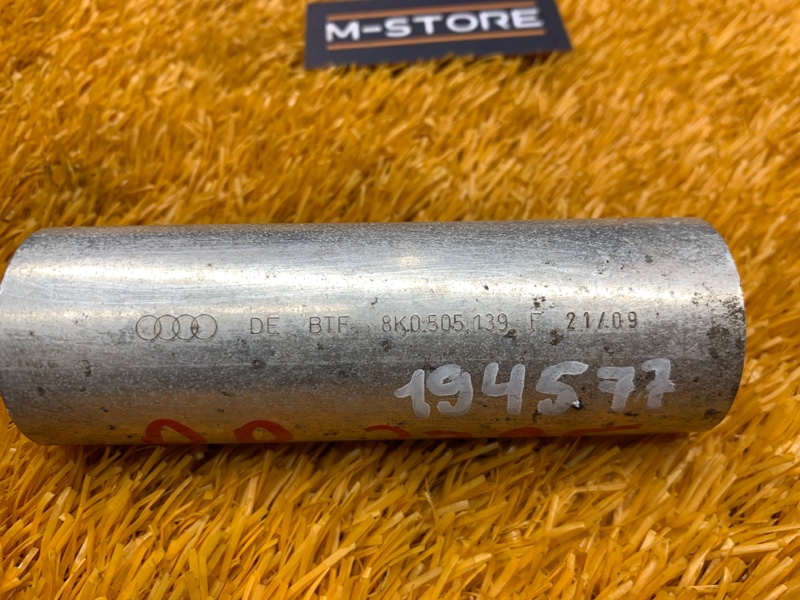 M-STORE
DE BTF 8K0.505.139 F 21/09
194577